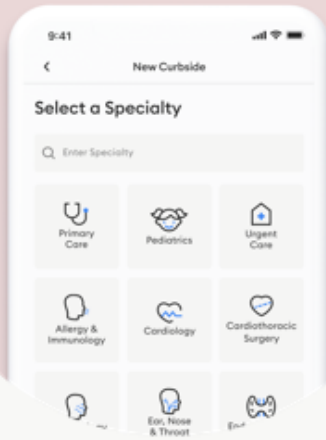 9:41
New Curbside
Select a Specialty
Enter Specialty
Primary
Care
Pediatrics
Urgent
Care
Allergy &
Immunology
Cardiology
Cardiothoracic
Surgery
Ear, Nose
& Throat